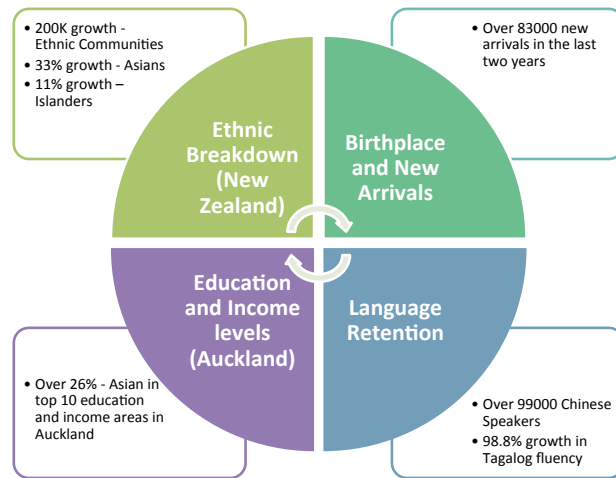 • 200K growth -
Ethnic Communities
• 33% growth - Asians
• 11% growth –
Islanders
• Over 83000 new
arrivals in the last
two years
Ethnic
Breakdown
(New
Zealand)
Birthplace
and New
Arrivals
Education
and Income
levels
(Auckland)
Language
Retention
• Over 26% - Asian in
top 10 education
and income areas in
Auckland
• Over 99000 Chinese
Speakers
• 98.8% growth in
Tagalog fluency